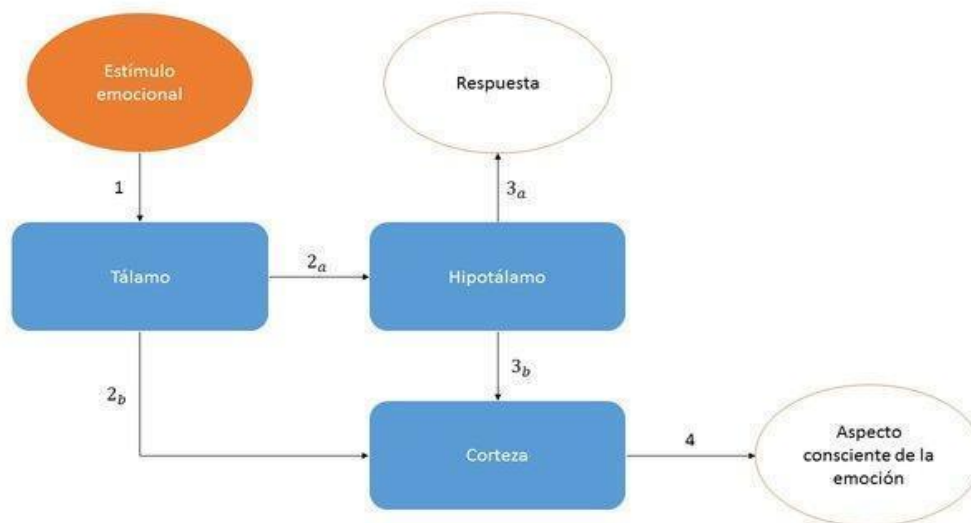 Estímulo
emocional
Respuesta
1
3a
Tálamo
2a
Hipotálamo
2b
3b
Corteza
4
Aspecto
consciente de la
emoción